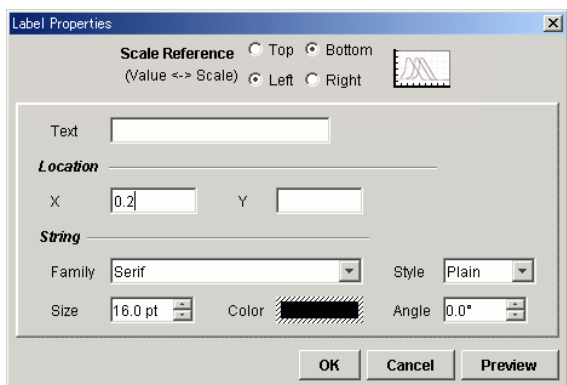 Label Properties
Scale Reference Top Bottom
(Value <-> Scale) Left Right
Text
Location
X 0.2 Y
String
Family Serif Style Plain
Size 16.0 pt Color Angle 0.0°
OK Cancel Preview